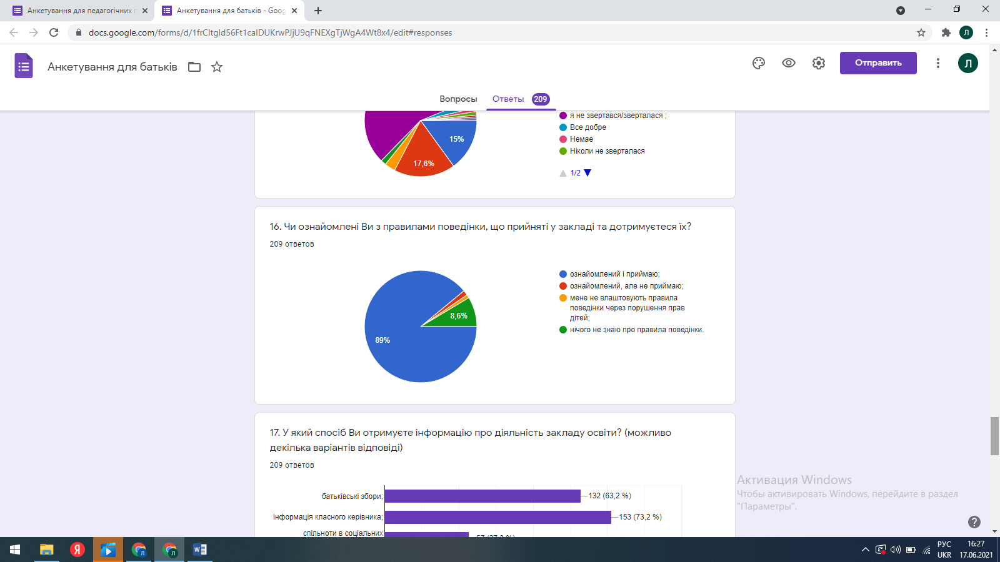 Анкетування для педагогічних
Анкетування для батьків - Goog
docs.google.com/forms/d/1frCItgId56Ft1caIDUKrwPJjU9qFNEXgTjWgA4Wt8x4/edit#responses
Л
Анкетування для батьків
Отправить
Л
Вопросы
Ответы 209
15%
17,6%
я не звертався/зверталася ;
Все добре
Немае
Ніколи не зверталася
1/2
16. Чи ознайомлені Ви з правилами поведінки, що прийняті у закладі та дотримуєтеся їх?
209 ответов
89%
8,6%
ознайомлений і приймаю;
ознайомлений, але не приймаю;
мене не влаштовують правила
поведінки через порушення прав
дітей;
нічого не знаю про правила поведінки.
17. У який спосіб Ви отримуєте інформацію про діяльність закладу освіти? (можливо
декілька варіантів відповіді)
209 ответов
батьківські збори;
132 (63,2 %)
інформація класного керівника;
153 (73,2 %)
спільноти в соціальних
57 (27,3 %)
Активация Windows
Чтобы активировать Windows, перейдите в раздел
"Параметры".
Я
Л
Л
РУС
UKR
16:27
17.06.2021